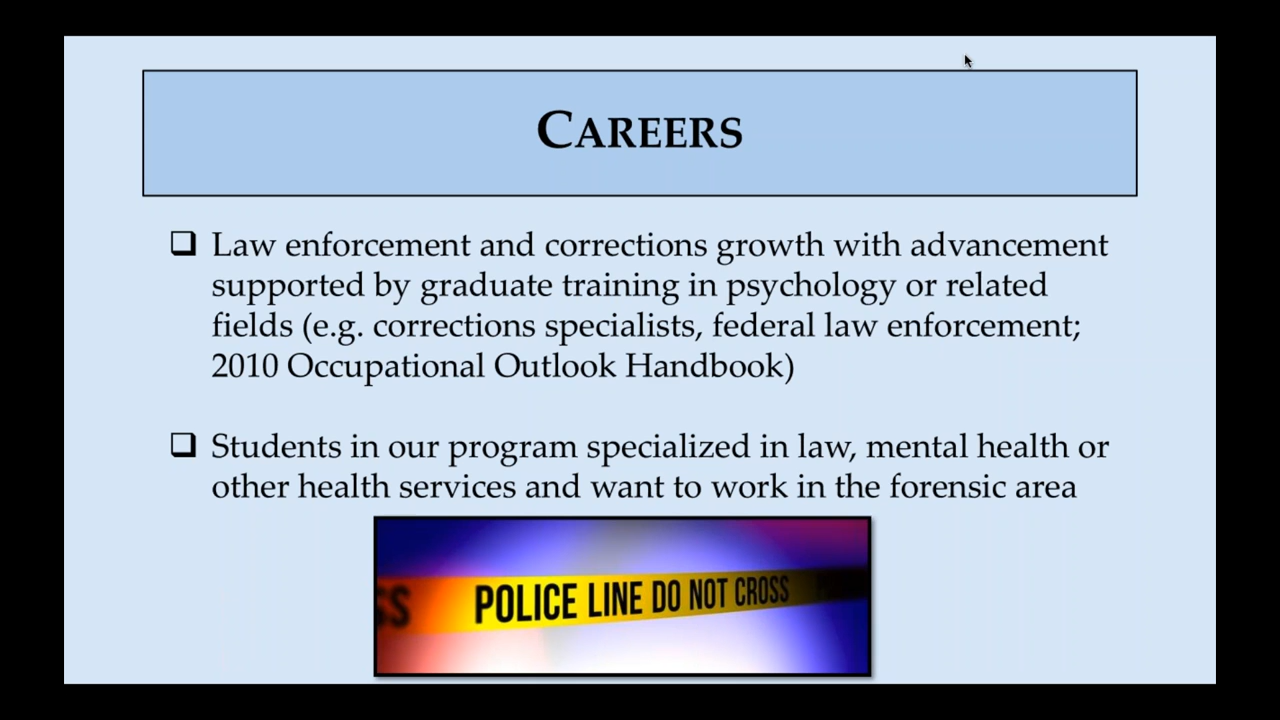 CAREERS
❑ Law enforcement and corrections growth with advancement
supported by graduate training in psychology or related
fields (e.g. corrections specialists, federal law enforcement;
2010 Occupational Outlook Handbook)
❑ Students in our program specialized in law, mental health or
other health services and want to work in the forensic area
SS POLICE LINE DO NOT CROSS